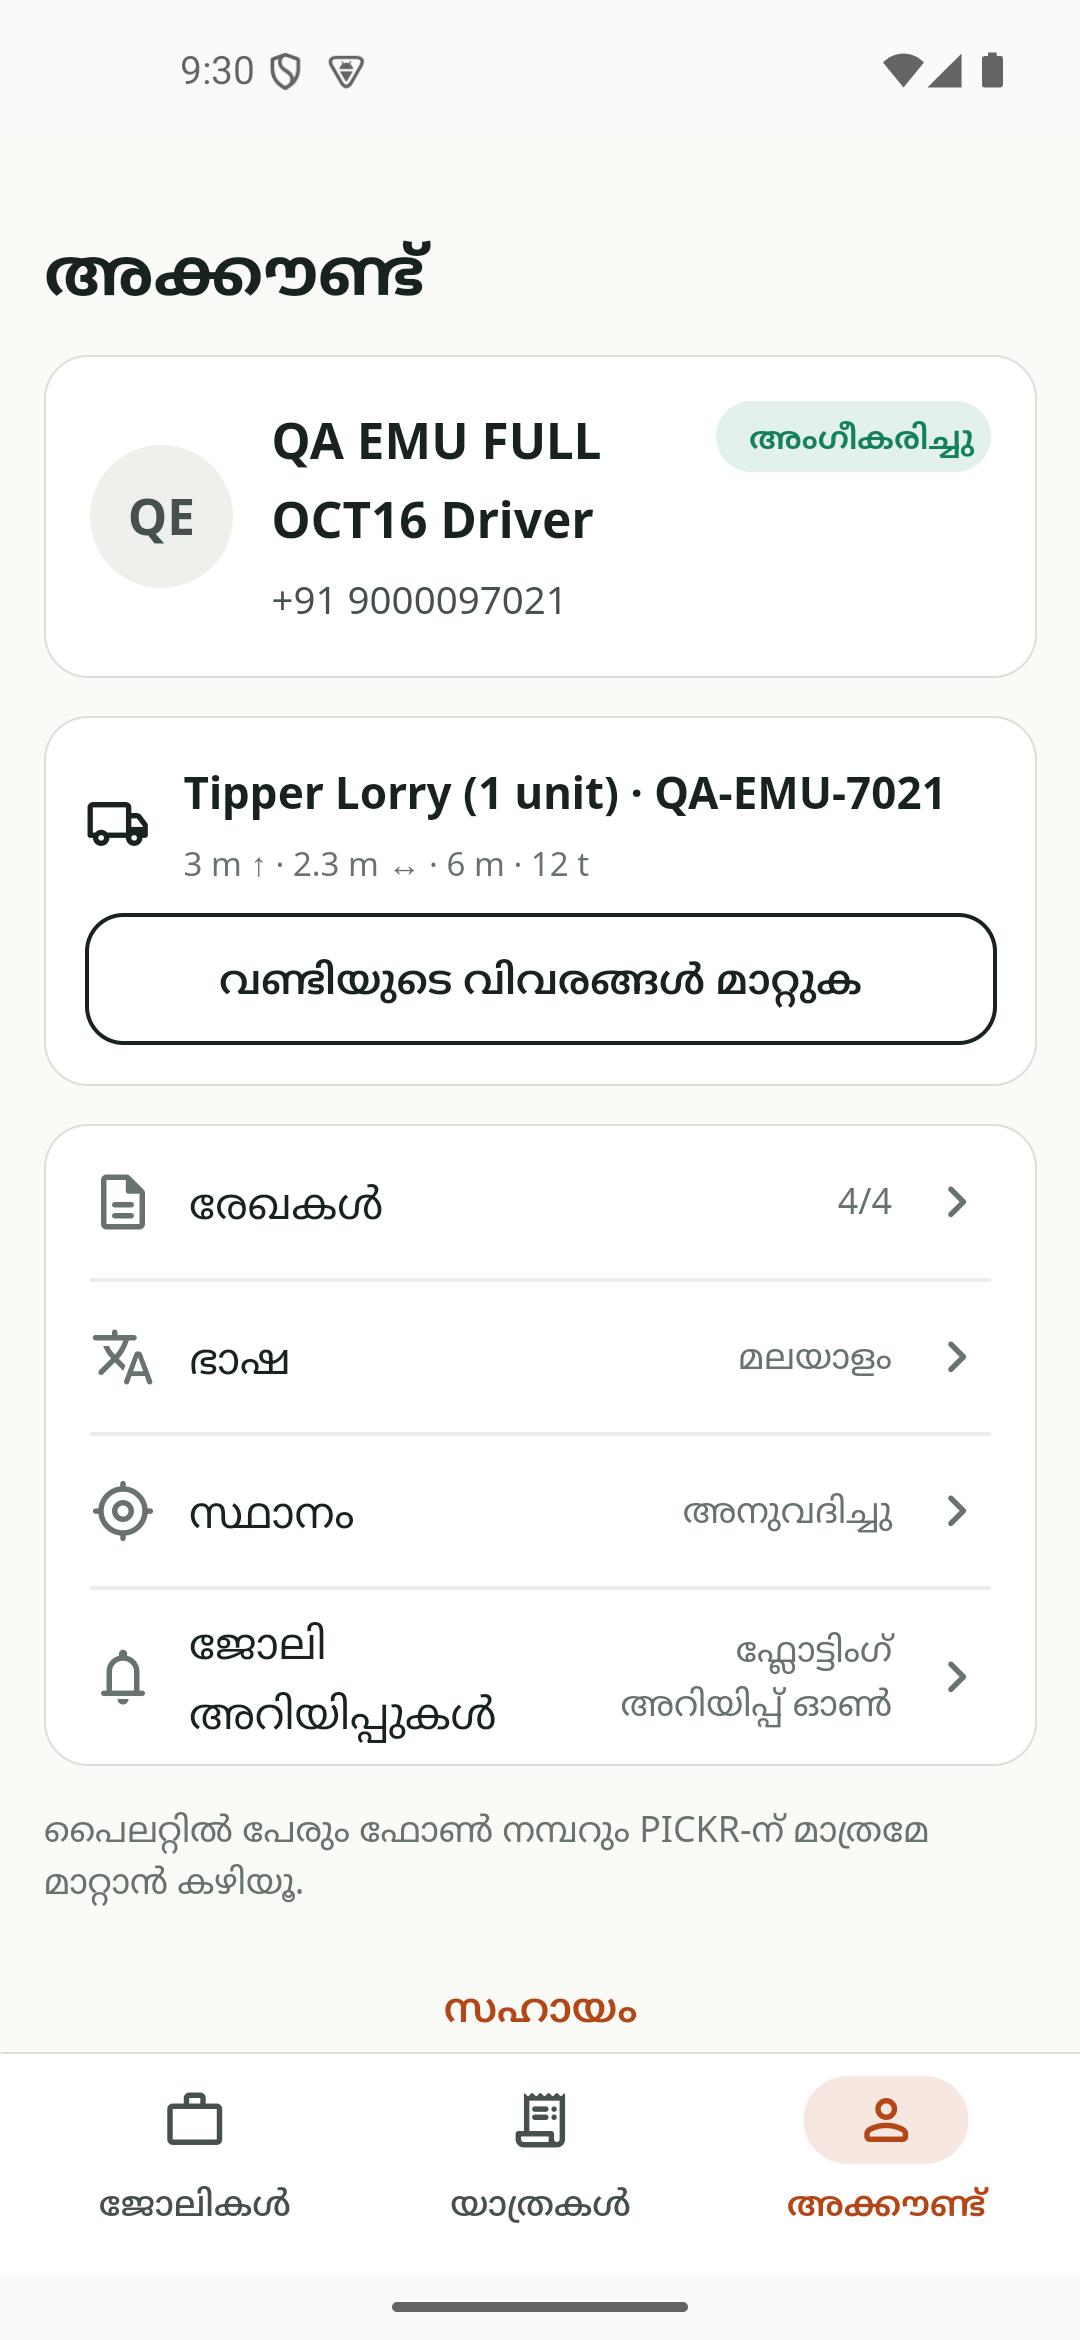 9:30
അക്കൗണ്ട്
QE
QA EMU FULL
OCT16 Driver
അംഗീകരിച്ചു
+91 9000097021
Tipper Lorry (1 unit) · QA-EMU-7021
3 m ↑ · 2.3 m ↔ · 6 m · 12 t
വണ്ടിയുടെ വിവരങ്ങൾ മാറ്റുക
രേഖകൾ 4/4
ഭാഷ മലയാളം
സ്ഥാനം അനുവദിച്ചു
ജോലി
അറിയിപ്പുകൾ
ഫ്ലോട്ടിംഗ്
അറിയിപ്പ് ഓൺ
പൈലറ്റിൽ പേരും ഫോൺ നമ്പറും PICKR-ന് മാത്രമേ
മാറ്റാൻ കഴിയൂ.
സഹായം
ജോലികൾ യാത്രകൾ അക്കൗണ്ട്